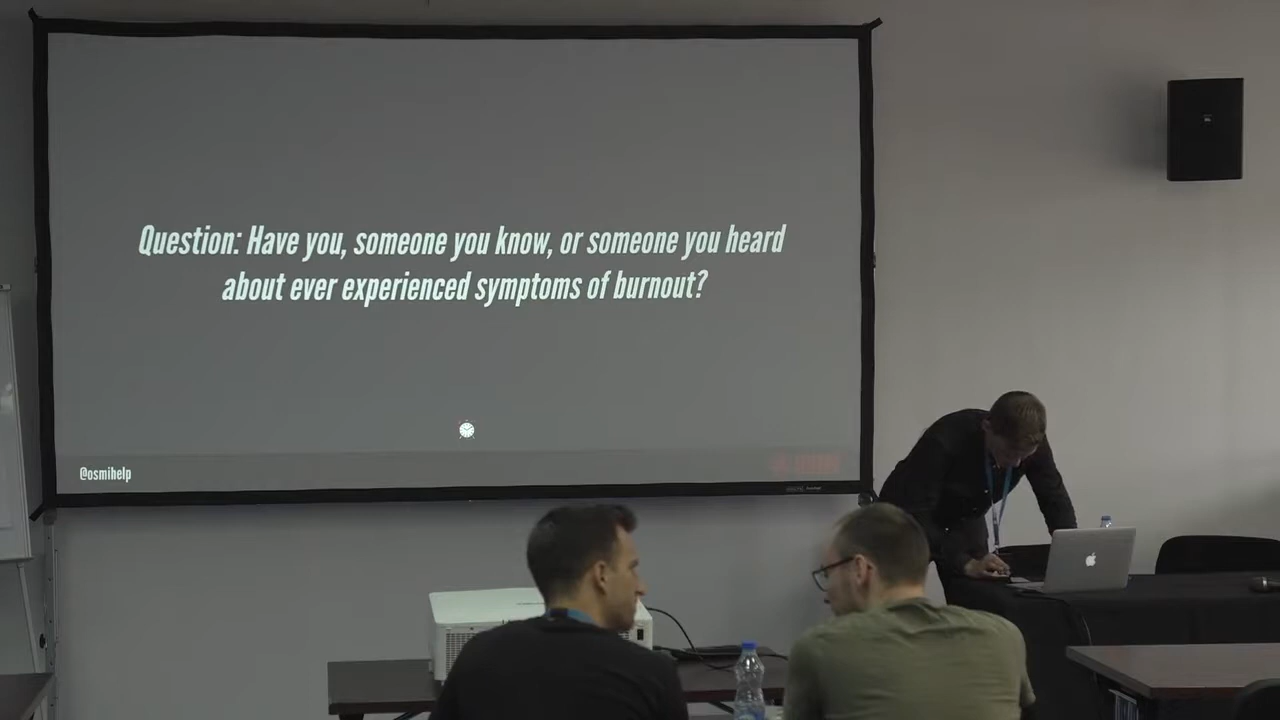 Question: Have you, someone you know, or someone you heard
about ever experienced symptoms of burnout?
@osmihelp